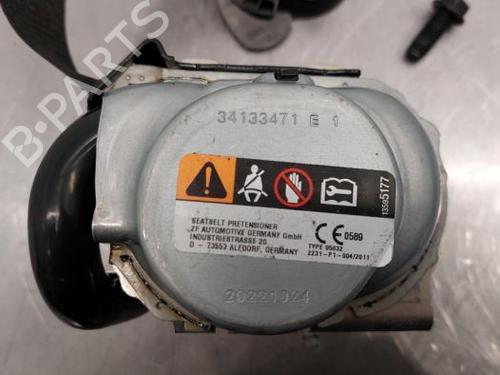 B-PARTS
34133471 E 1
13595177
SEATBELT PRETENSIONER
ZF AUTOMOTIVE GERMANY GmbH
INDUSTRIESTRASSE 20
D - 73553 ALFDORF, GERMANY
CE 0589
TYPE 95632
2231-P1-004/2011
20221024